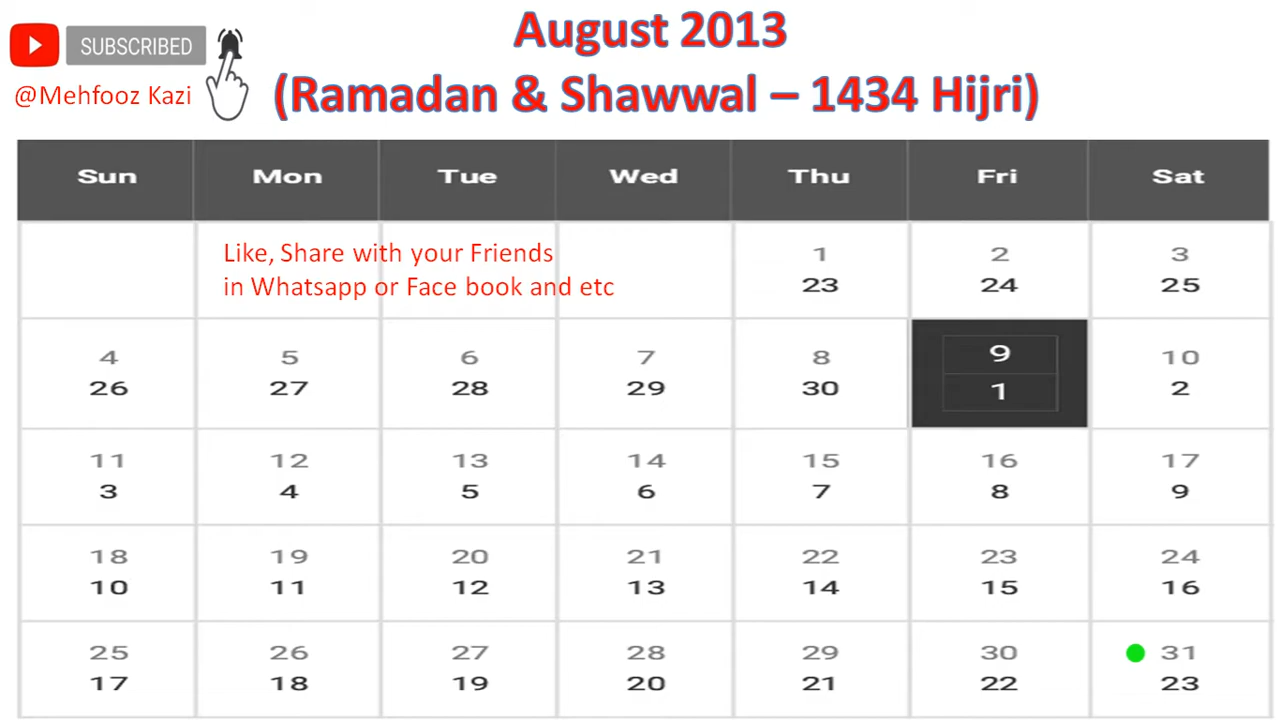 SUBSCRIBED
@Mehfooz Kazi
August 2013
(Ramadan & Shawwal – 1434 Hijri)
Sun Mon Tue Wed Thu Fri Sat
Like, Share with your Friends
in Whatsapp or Face book and etc
1 2 3
23 24 25
4 5 6 7 8 9 10
26 27 28 29 30 1 2
11 12 13 14 15 16 17
3 4 5 6 7 8 9
18 19 20 21 22 23 24
10 11 12 13 14 15 16
25 26 27 28 29 30 31
17 18 19 20 21 22 23